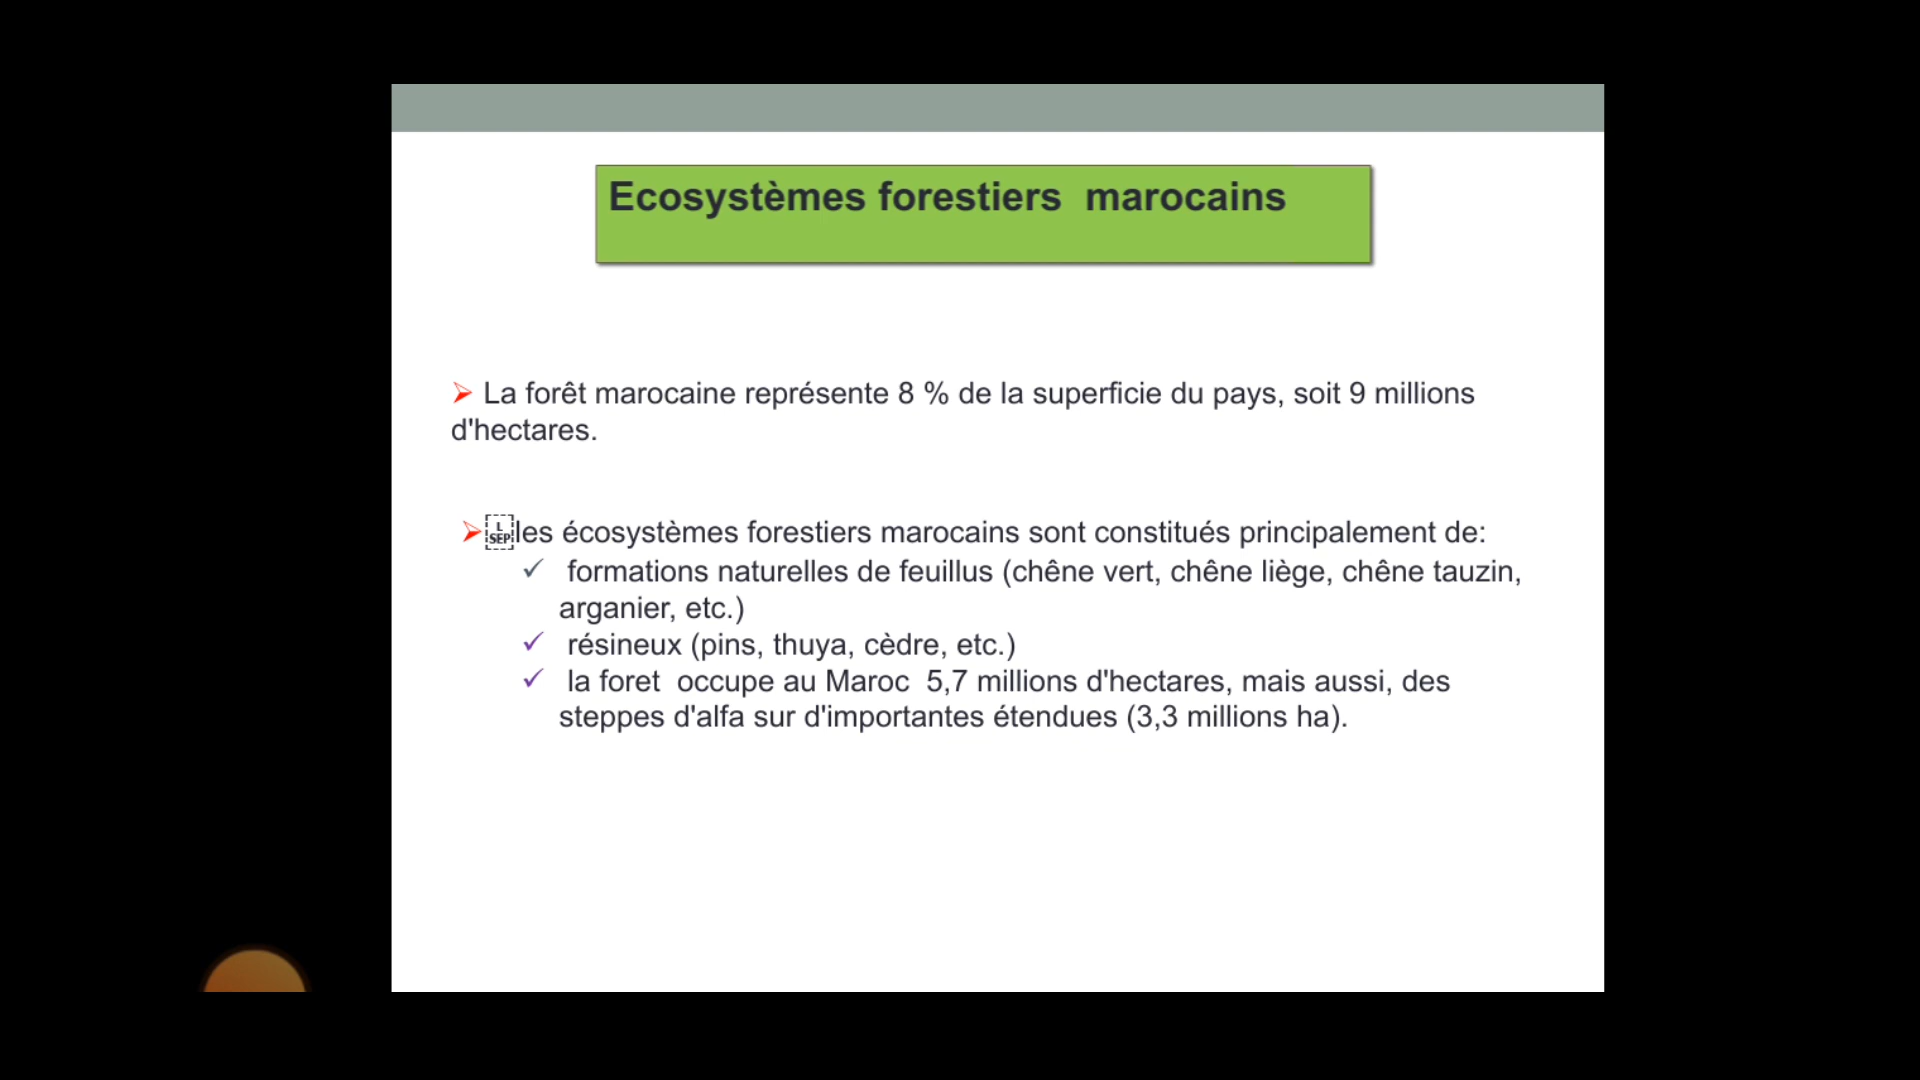 Ecosystèmes forestiers  marocains
➢ La forêt marocaine représente 8 % de la superficie du pays, soit 9 millions
d'hectares.
➢ L SEP les écosystèmes forestiers marocains sont constitués principalement de:
✓ formations naturelles de feuillus (chêne vert, chêne liège, chêne tauzin,
arganier, etc.)
✓ résineux (pins, thuya, cèdre, etc.)
✓ la foret  occupe au Maroc  5,7 millions d'hectares, mais aussi, des
steppes d'alfa sur d'importantes étendues (3,3 millions ha).